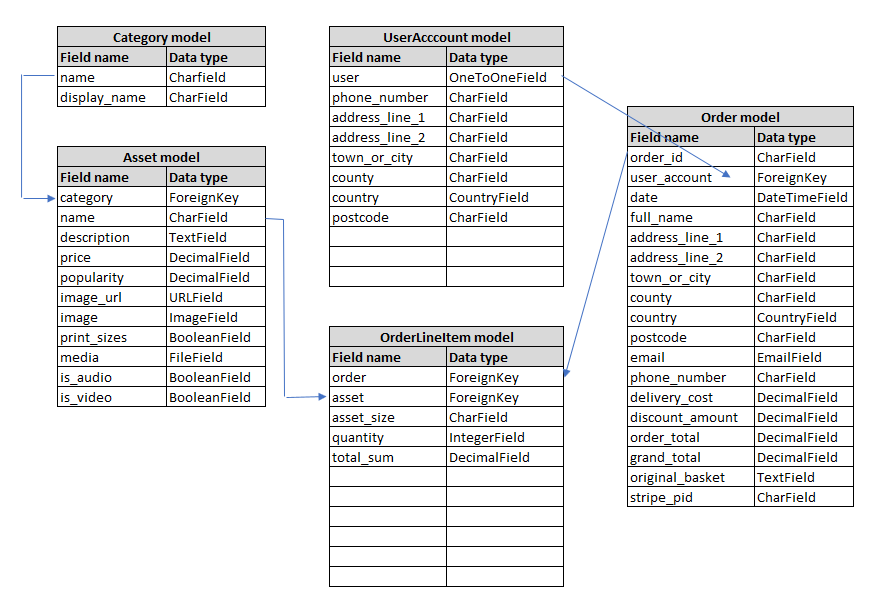 Category model
Field name Data type
name Charfield
display_name CharField
Asset model
Field name Data type
category ForeignKey
name CharField
description TextField
price DecimalField
popularity DecimalField
image_url URLField
image ImageField
print_sizes BooleanField
media FileField
is_audio BooleanField
is_video BooleanField
UserAcccount model
Field name Data type
user OneToOneField
phone_number CharField
address_line_1 CharField
address_line_2 CharField
town_or_city CharField
county CharField
country CountryField
postcode CharField
OrderLineItem model
Field name Data type
order ForeignKey
asset ForeignKey
asset_size CharField
quantity IntegerField
total_sum DecimalField
Order model
Field name Data type
order_id CharField
user_account ForeignKey
date DateTimeField
full_name CharField
address_line_1 CharField
address_line_2 CharField
town_or_city CharField
county CharField
country CountryField
postcode CharField
email EmailField
phone_number CharField
delivery_cost DecimalField
discount_amount DecimalField
order_total DecimalField
grand_total DecimalField
original_basket TextField
stripe_pid CharField